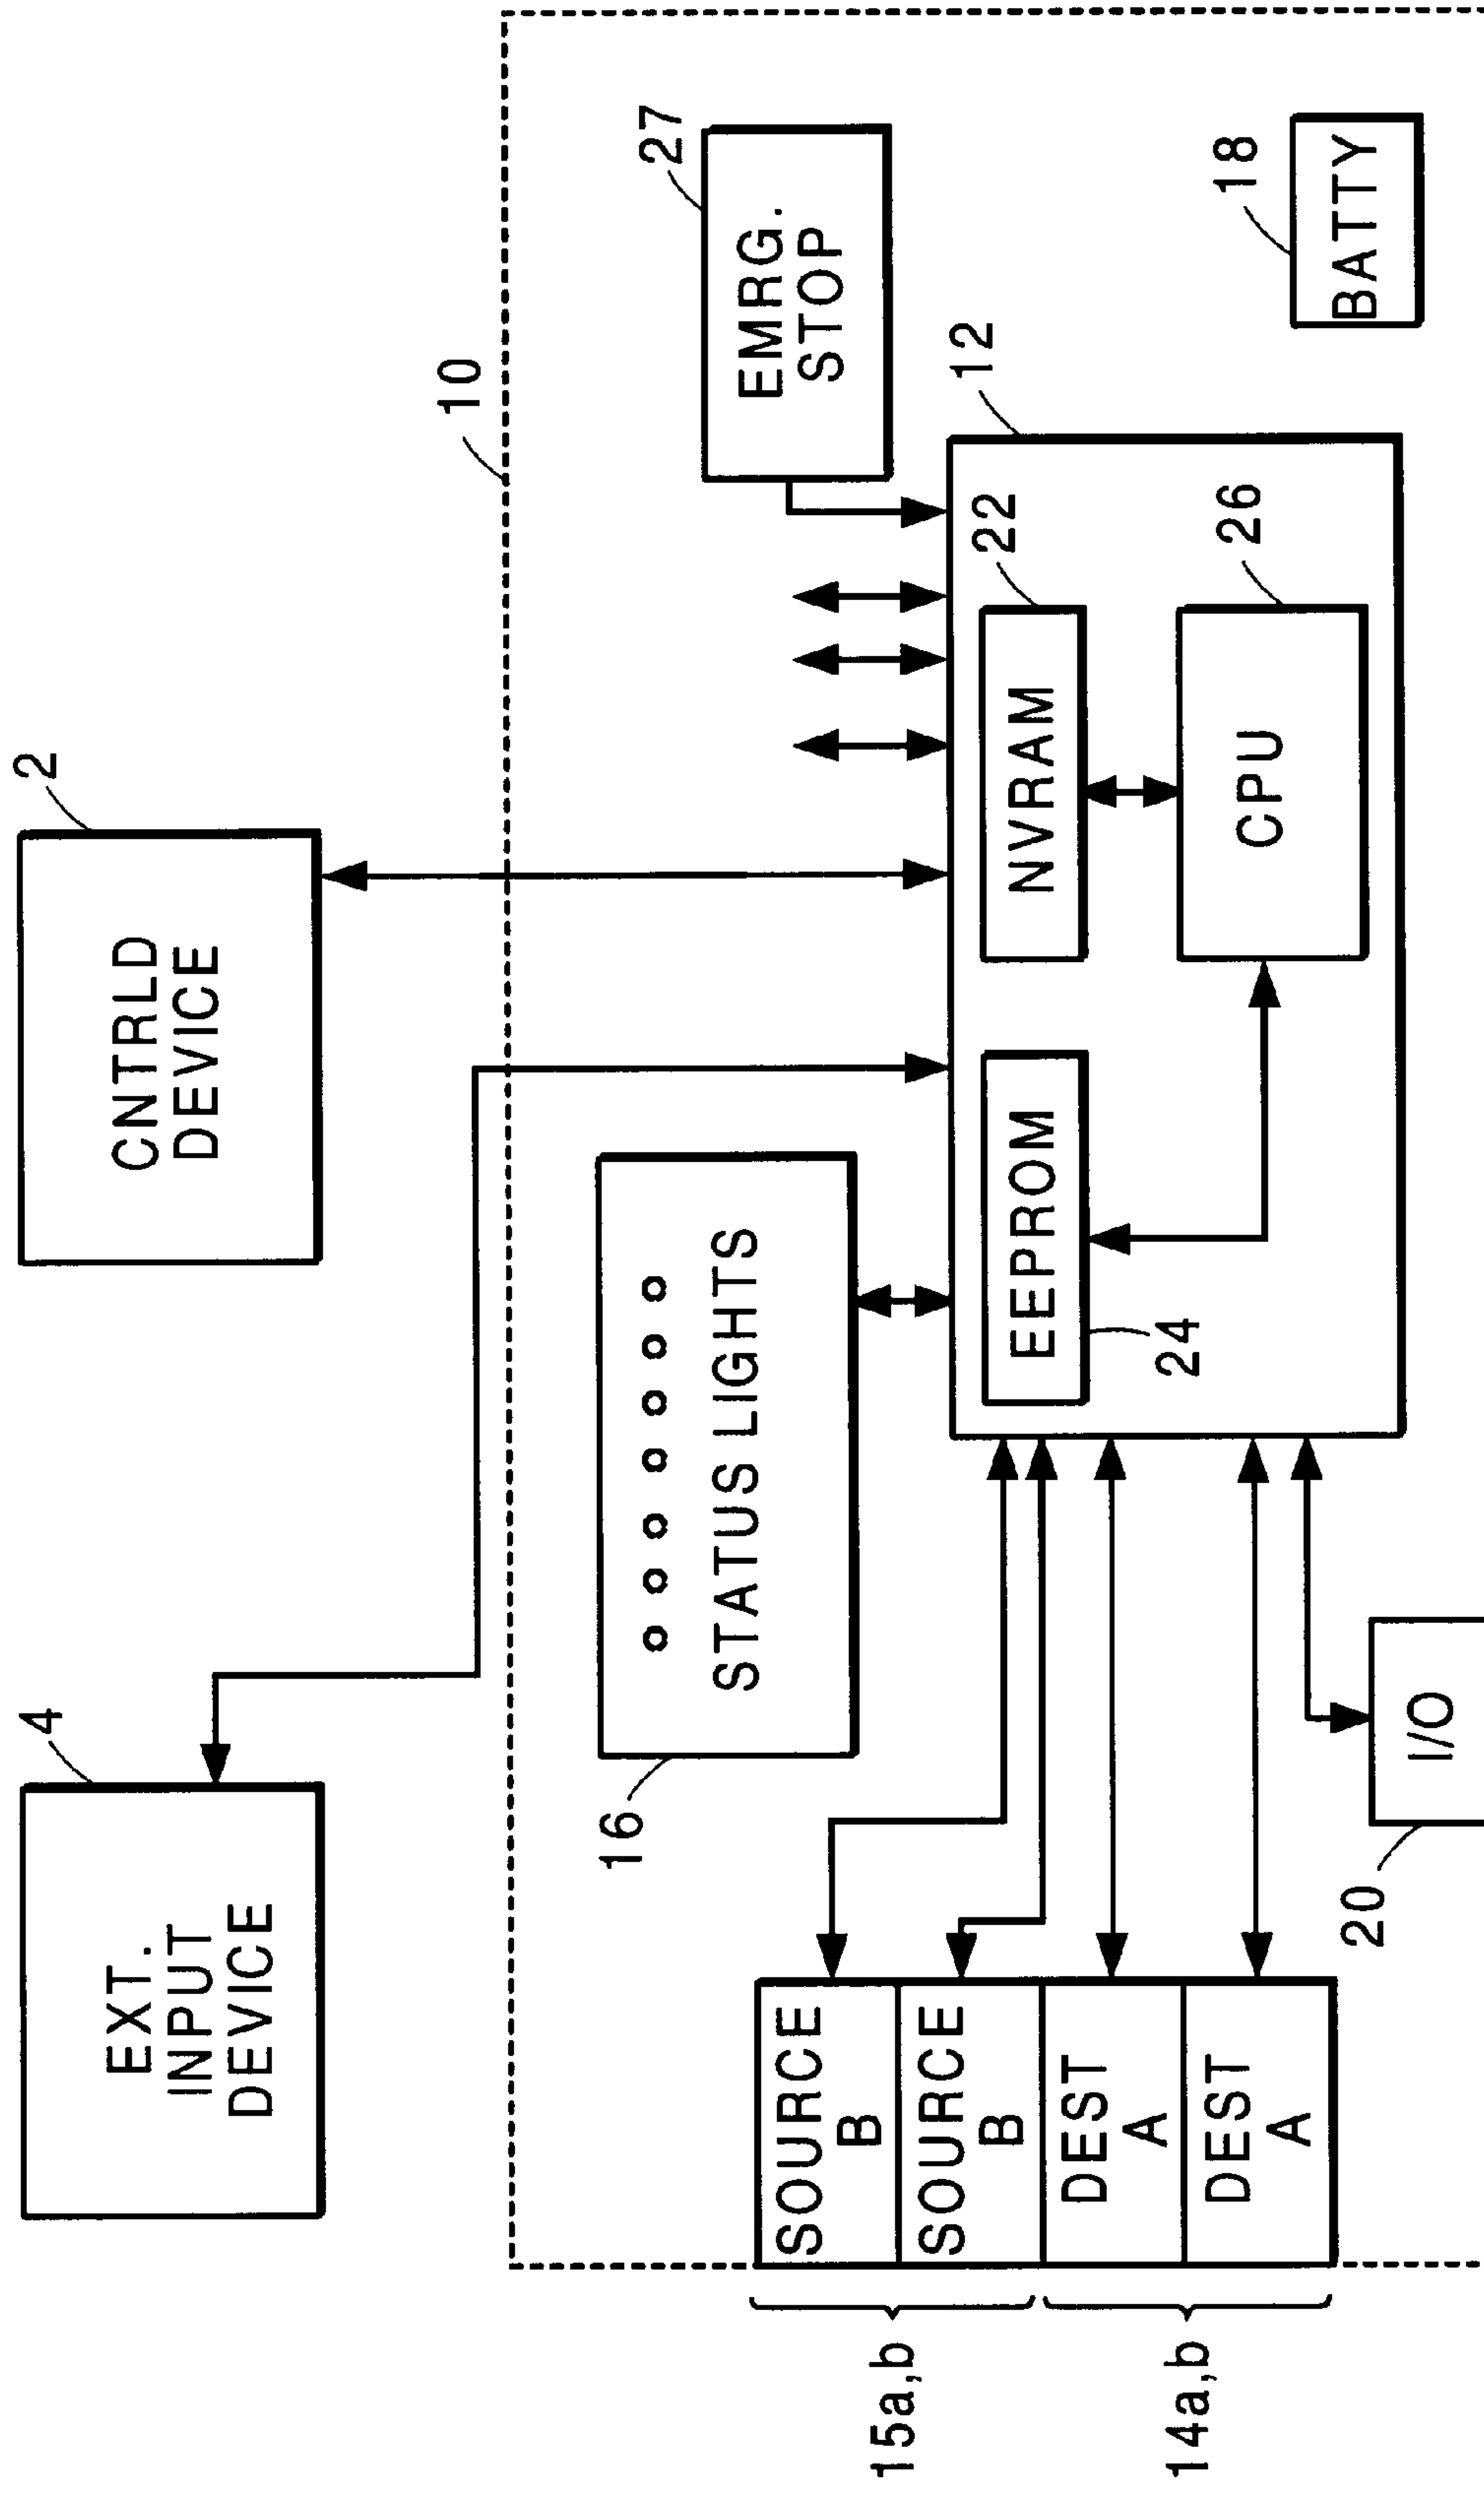 2
CNTRLD
DEVICE
4
EXT.
INPUT
DEVICE
10
27
EMRG.
STOP
16
STATUS LIGHTS
12
22
NVRAM
EEPROM
24
26
CPU
18
BATTY
15a,b
SOURCE
B
SOURCE
B
14a,b
DEST
A
DEST
A
20
I/O